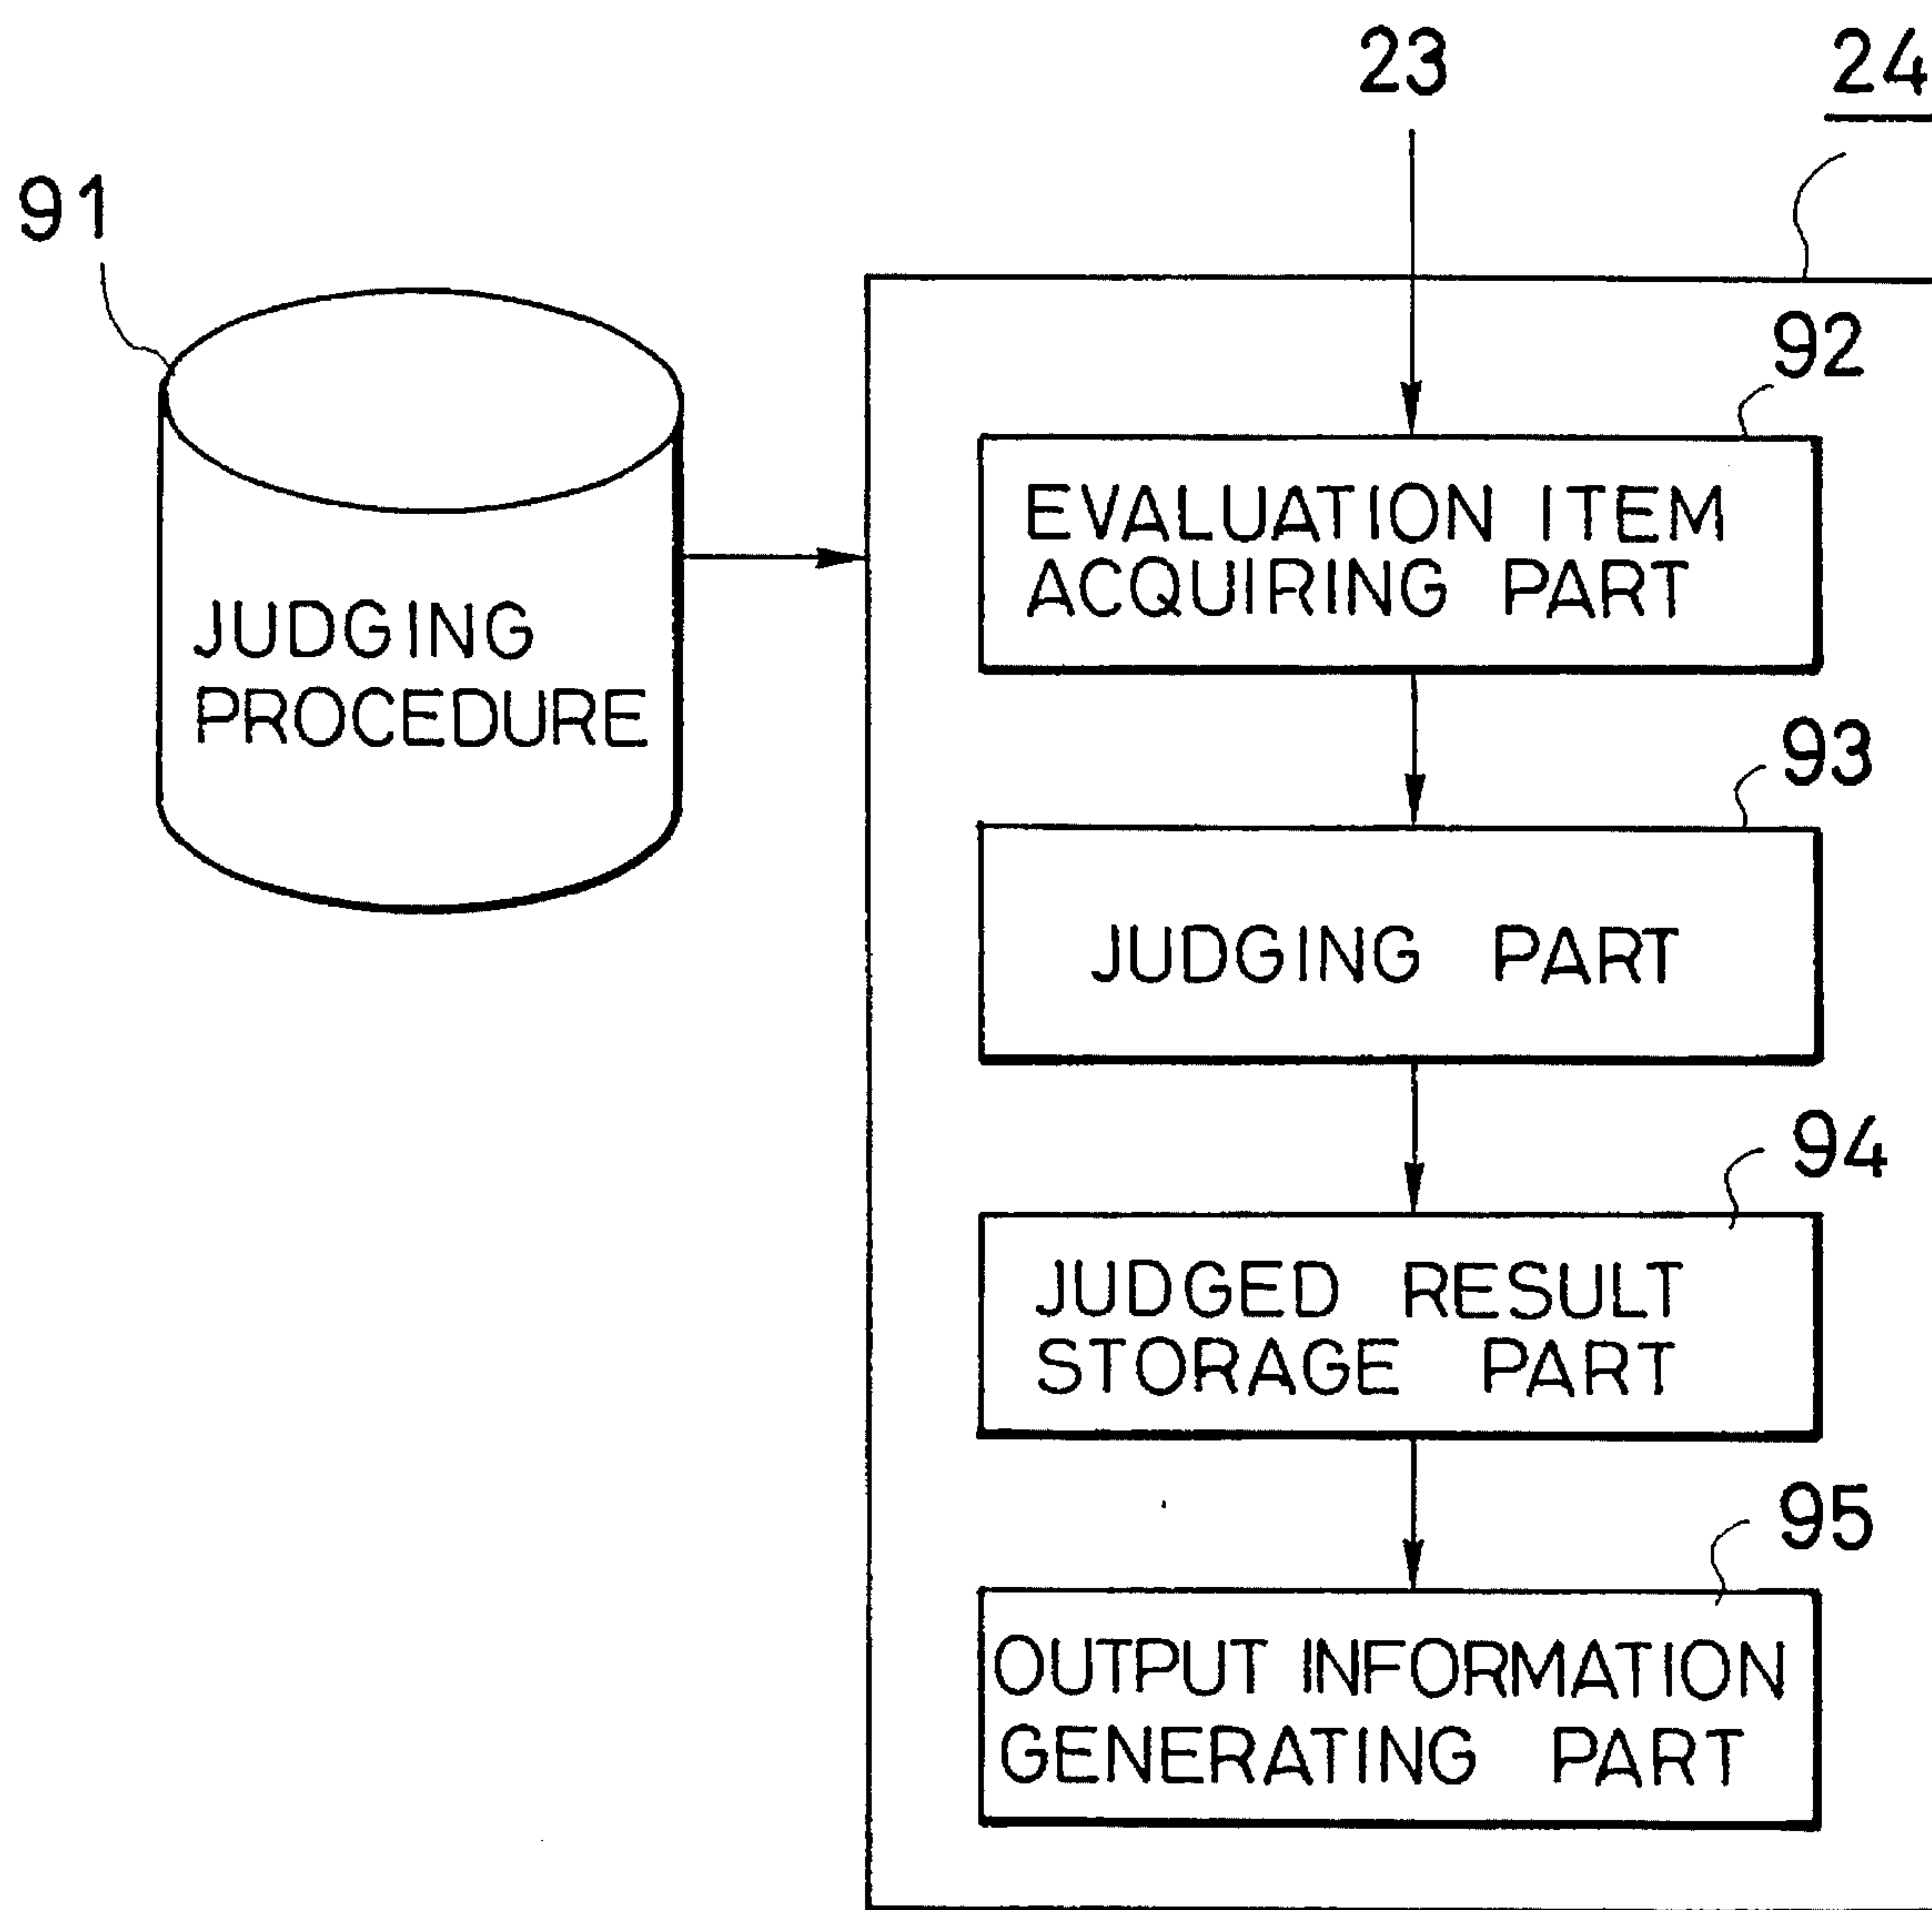 23
24
91
92
EVALUATION ITEM
ACQUIRING PART
JUDGING
PROCEDURE
93
JUDGING PART
94
JUDGED RESULT
STORAGE PART
95
OUTPUT INFORMATION
GENERATING PART